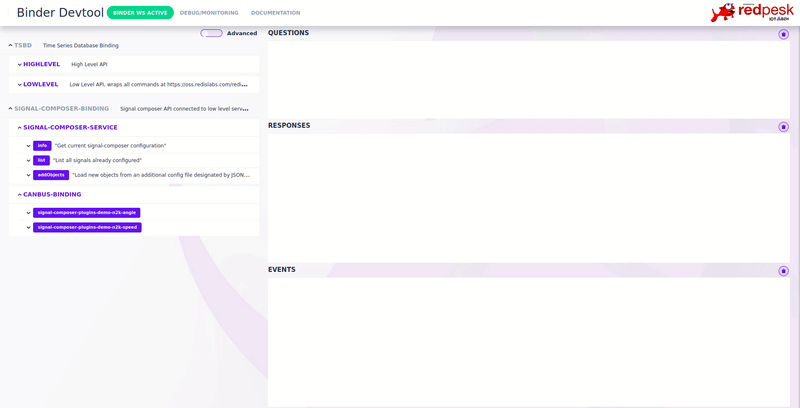 Binder Devtool
BINDER WS ACTIVE
DEBUG/MONITORING
DOCUMENTATION
redpesk
IOT.BZH
Advanced
TSBD Time Series Database Binding
HIGHLEVEL High Level API
LOWLEVEL Low Level API, wraps all commands at https://oss.redislabs.com/redi...
SIGNAL-COMPOSER-BINDING Signal composer API connected to low level serv...
SIGNAL-COMPOSER-SERVICE
info "Get current signal-composer configuration"
list "List all signals already configured"
addObjects "Load new objects from an additional config file designated by JSON,...
CANBUS-BINDING
signal-composer-plugins-demo-n2k-angle
signal-composer-plugins-demo-n2k-speed
QUESTIONS
RESPONSES
EVENTS